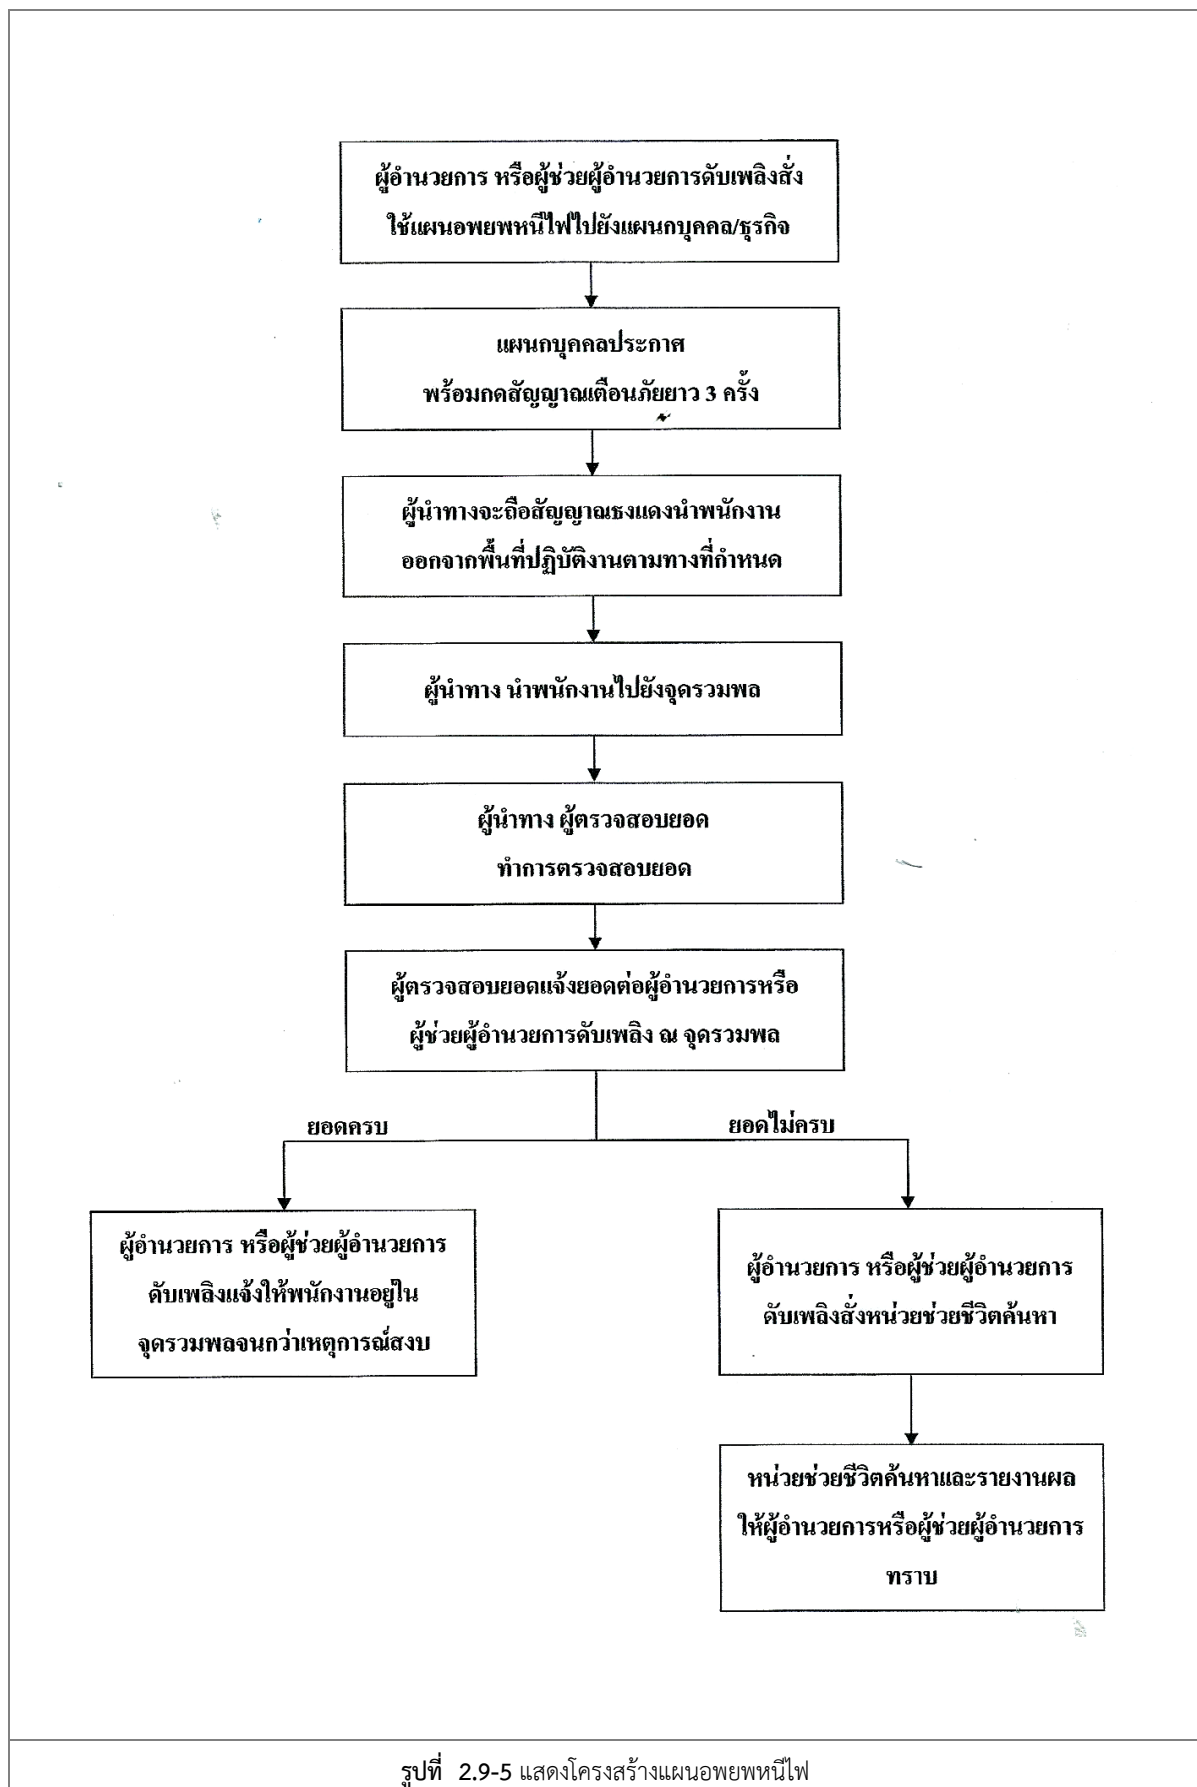 ผู้อำนวยการ หรือผู้ช่วยผู้อำนวยการดับเพลิงสั่ง
ใช้แผนอพยพหนีไฟไปยังแผนกบุคคล/ธุรกิจ
แผนกบุคคลประกาศ
พร้อมกดสัญญาณเตือนภัยยาว 3 ครั้ง
ผู้นำทางจะถือสัญญาณธงแดงนำพนักงาน
ออกจากพื้นที่ปฏิบัติงานตามทางที่กำหนด
ผู้นำทาง นำพนักงานไปยังจุดรวมพล
ผู้นำทาง ผู้ตรวจสอบยอด
ทำการตรวจสอบยอด
ผู้ตรวจสอบยอดแจ้งยอดต่อผู้อำนวยการหรือ
ผู้ช่วยผู้อำนวยการดับเพลิง ณ จุดรวมพล
ยอดครบ
ยอดไม่ครบ
ผู้อำนวยการ หรือผู้ช่วยผู้อำนวยการ
ดับเพลิงแจ้งให้พนักงานอยู่ใน
จุดรวมพลจนกว่าเหตุการณ์สงบ
ผู้อำนวยการ หรือผู้ช่วยผู้อำนวยการ
ดับเพลิงสั่งหน่วยช่วยชีวิตค้นหา
หน่วยช่วยชีวิตค้นหาและรายงานผล
ให้ผู้อำนวยการหรือผู้ช่วยผู้อำนวยการ
ทราบ
รูปที่ 2.9-5 แสดงโครงสร้างแผนอพยพหนีไฟ